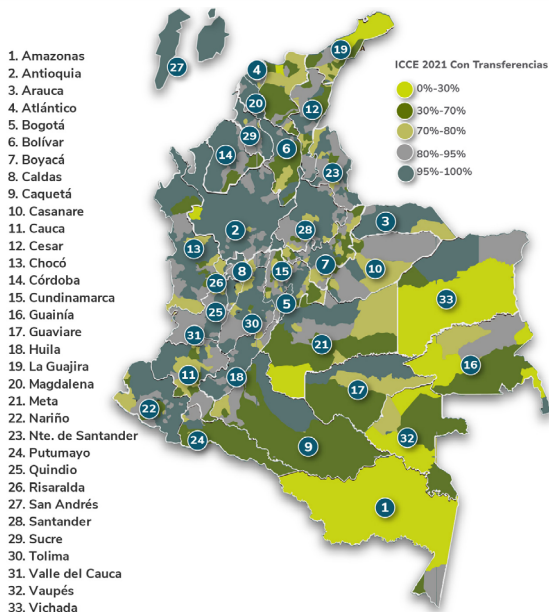 1. Amazonas
2. Antioquia
3. Arauca
4. Atlántico
5. Bogotá
6. Bolívar
7. Boyacá
8. Caldas
9. Caquetá
10. Casanare
11. Cauca
12. Cesar
13. Chocó
14. Córdoba
15. Cundinamarca
16. Guainía
17. Guaviare
18. Huila
19. La Guajira
20. Magdalena
21. Meta
22. Nariño
23. Nte. de Santander
24. Putumayo
25. Quindio
26. Risaralda
27. San Andrés
28. Santander
29. Sucre
30. Tolima
31. Valle del Cauca
32. Vaupés
33. Vichada
ICCE 2021 Con Transferencias
0%-30%
30%-70%
70%-80%
80%-95%
95%-100%
19
27
4
20
12
29
14
6
23
3
2
28
13
8
15
7
10
26
33
25
5
30
31
21
16
11
18
17
22
24
32
9
1